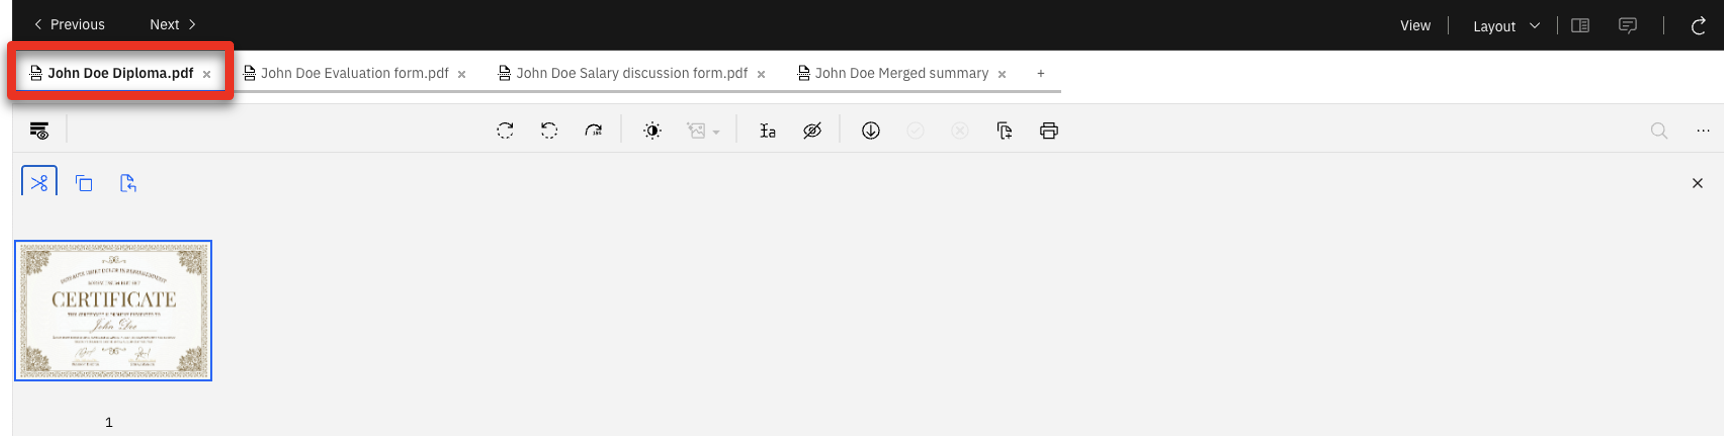 Previous Next View Layout
John Doe Diploma.pdf × John Doe Evaluation form.pdf × John Doe Salary discussion form.pdf × John Doe Merged summary × +
CERTIFICATE
John Doe
1